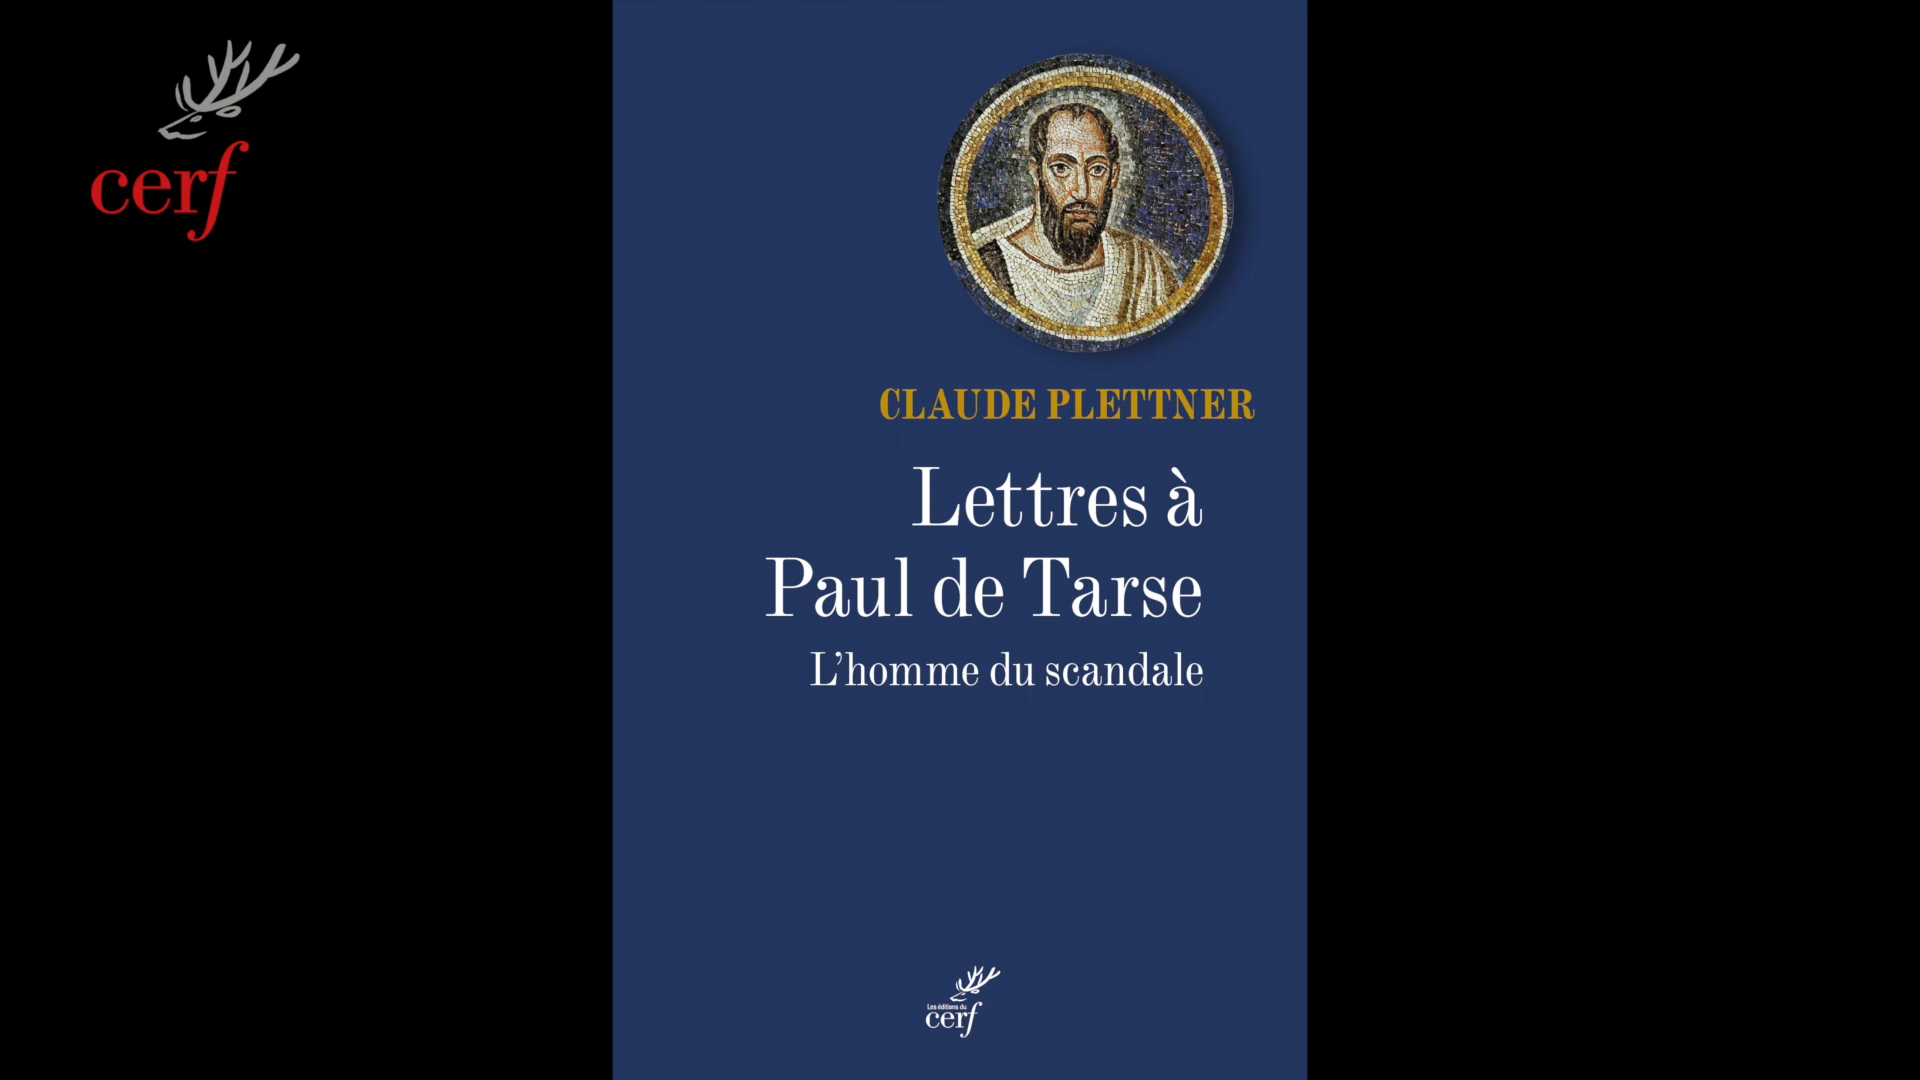 cerf
CLAUDE PLETTNER
Lettres à
Paul de Tarse
L’homme du scandale
Les éditions du
cerf